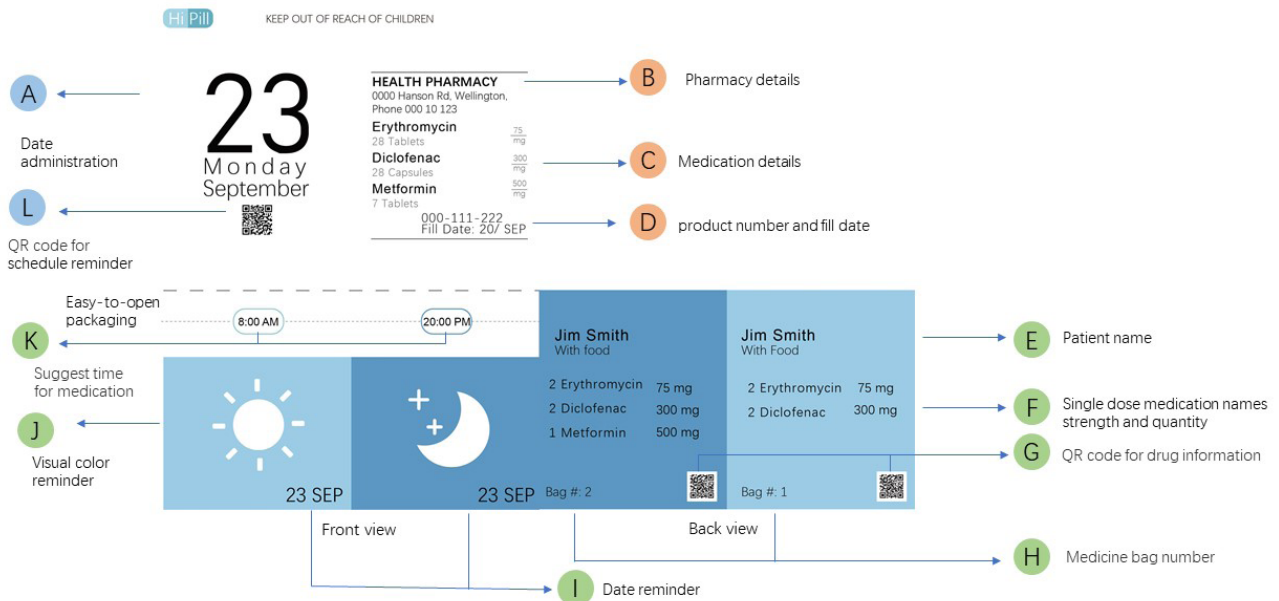 Hi Pill
KEEP OUT OF REACH OF CHILDREN
A
Date
administration
23
Monday
September
L
QR code for
schedule reminder
HEALTH PHARMACY
0000 Hanson Rd, Wellington,
Phone 000 10 123
Erythromycin 75 mg
28 Tablets
Diclofenac 300 mg
28 Capsules
Metformin 500 mg
7 Tablets
000-111-222
Fill Date: 20/ SEP
B Pharmacy details
C Medication details
D product number and fill date
Easy-to-open
packaging
8:00 AM
20:00 PM
K
Suggest time
for medication
J
Visual color
reminder
23 SEP
23 SEP
Front view
Jim Smith
With food
2 Erythromycin 75 mg
2 Diclofenac 300 mg
1 Metformin 500 mg
Bag #: 2
Jim Smith
With Food
2 Erythromycin 75 mg
2 Diclofenac 300 mg
Bag #: 1
Back view
E Patient name
F Single dose medication names
strength and quantity
G QR code for drug information
H Medicine bag number
I Date reminder